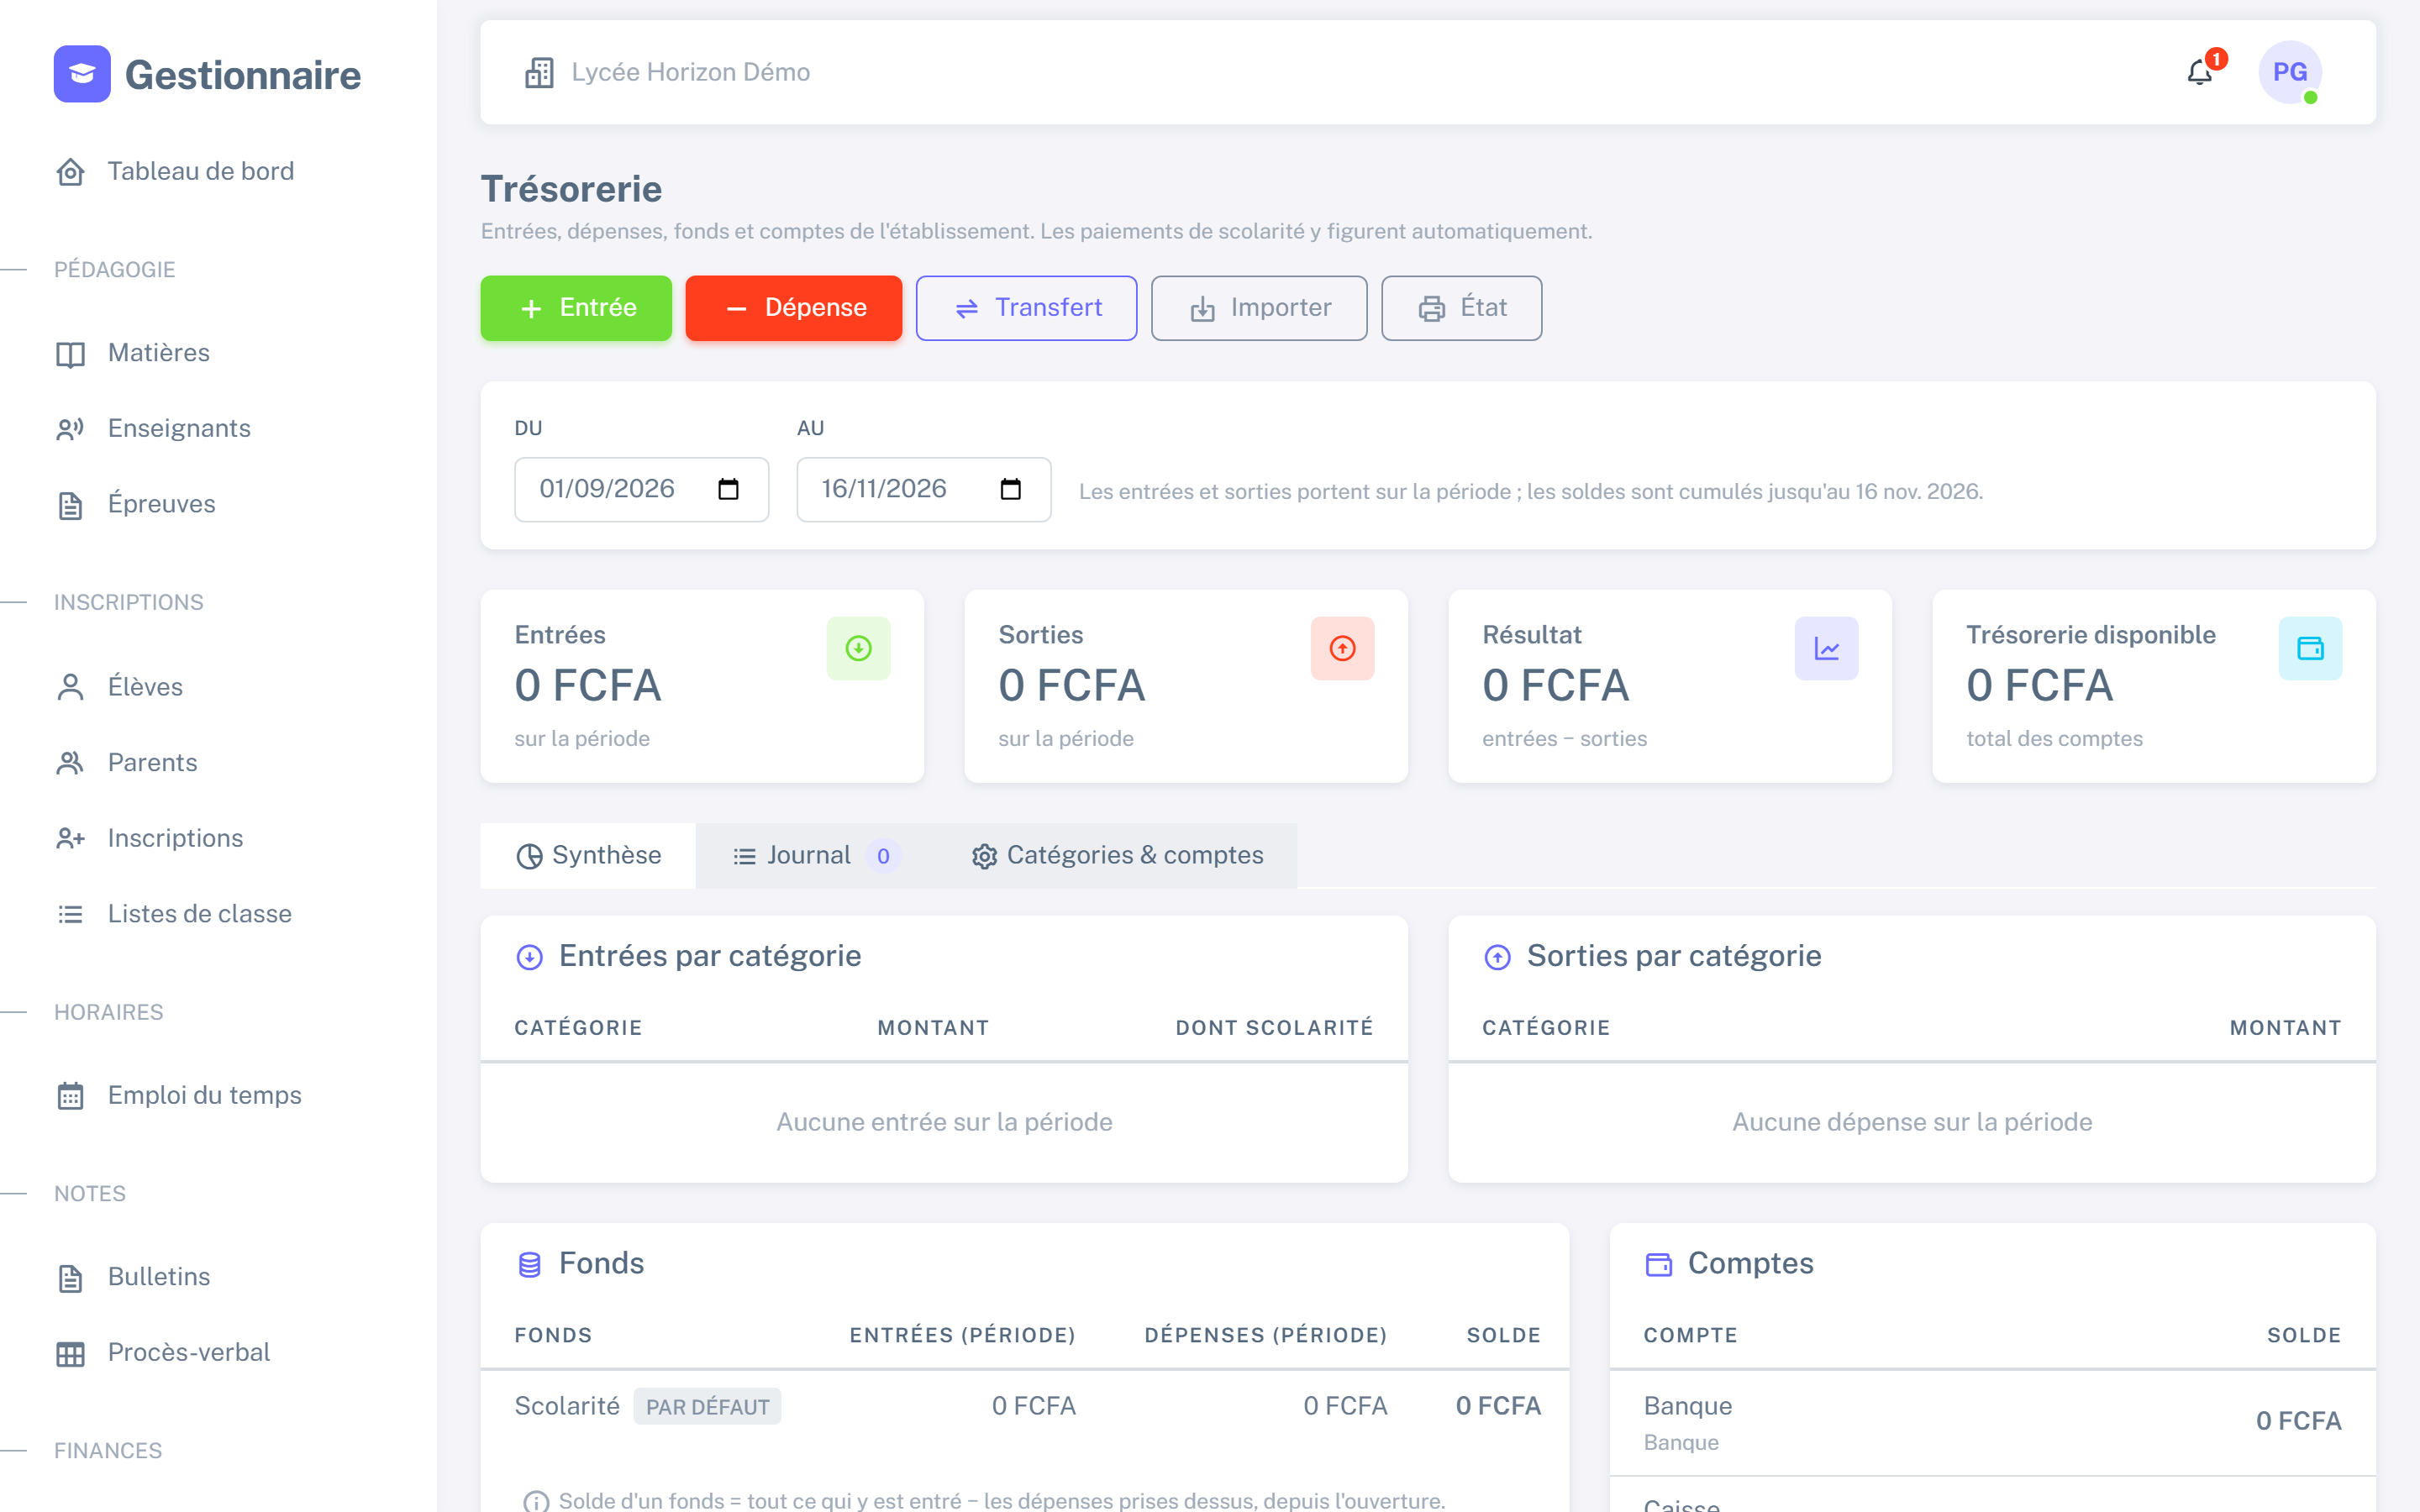 Gestionnaire
Tableau de bord
PÉDAGOGIE
Matières
Enseignants
Épreuves
INSCRIPTIONS
Élèves
Parents
Inscriptions
Listes de classe
HORAIRES
Emploi du temps
NOTES
Bulletins
Procès-verbal
FINANCES
Lycée Horizon Démo
1
PG
Trésorerie
Entrées, dépenses, fonds et comptes de l'établissement. Les paiements de scolarité y figurent automatiquement.
Entrée
Dépense
Transfert
Importer
État
DU
AU
01/09/2026
16/11/2026
Les entrées et sorties portent sur la période ; les soldes sont cumulés jusqu'au 16 nov. 2026.
Entrées
0 FCFA
sur la période
Sorties
0 FCFA
sur la période
Résultat
0 FCFA
entrées − sorties
Trésorerie disponible
0 FCFA
total des comptes
Synthèse
Journal 0
Catégories & comptes
Entrées par catégorie
CATÉGORIE MONTANT DONT SCOLARITÉ
Aucune entrée sur la période
Sorties par catégorie
CATÉGORIE MONTANT
Aucune dépense sur la période
Fonds
FONDS ENTRÉES (PÉRIODE) DÉPENSES (PÉRIODE) SOLDE
Scolarité PAR DÉFAUT 0 FCFA 0 FCFA 0 FCFA
Solde d'un fonds = tout ce qui y est entré − les dépenses prises dessus, depuis l'ouverture.
Comptes
COMPTE SOLDE
Banque 0 FCFA
Banque
Caisse